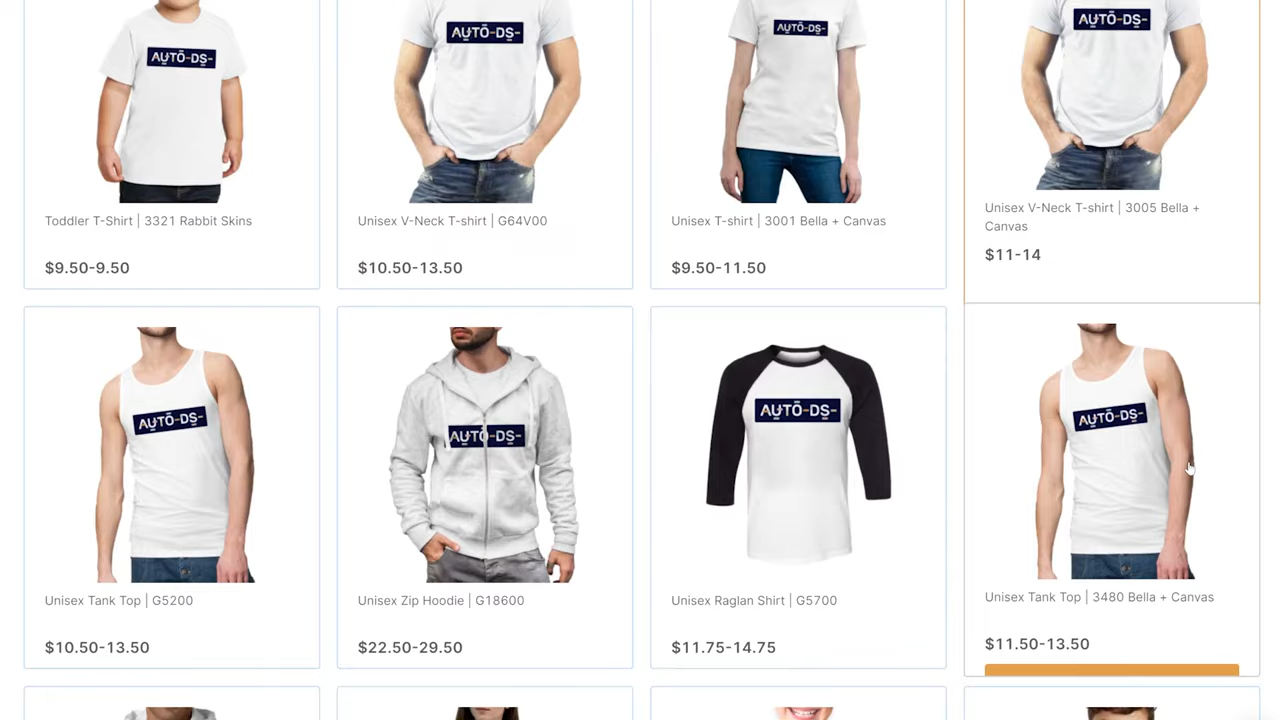 AUTO-DS-
AUTO-DS-
AUTO-DS-
AUTO-DS-
Toddler T-Shirt | 3321 Rabbit Skins
$9.50-9.50
Unisex V-Neck T-shirt | G64V00
$10.50-13.50
Unisex T-shirt | 3001 Bella + Canvas
$9.50-11.50
Unisex V-Neck T-shirt | 3005 Bella +
Canvas
$11-14
AUTO-DS-
AUTO-DS-
AUTO-DS-
AUTO-DS-
Unisex Tank Top | G5200
$10.50-13.50
Unisex Zip Hoodie | G18600
$22.50-29.50
Unisex Raglan Shirt | G5700
$11.75-14.75
Unisex Tank Top | 3480 Bella + Canvas
$11.50-13.50